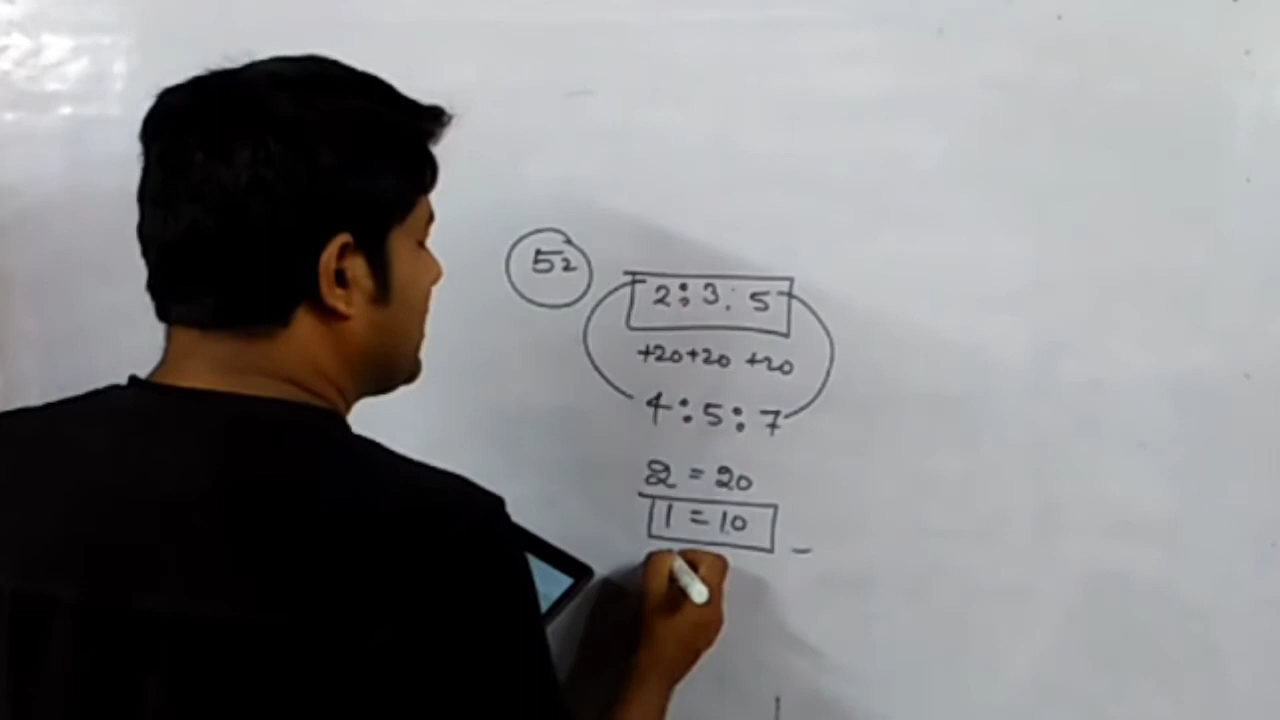 52
2 : 3 : 5
+20 +20 +20
4 : 5 : 7
2 = 20
1 = 10